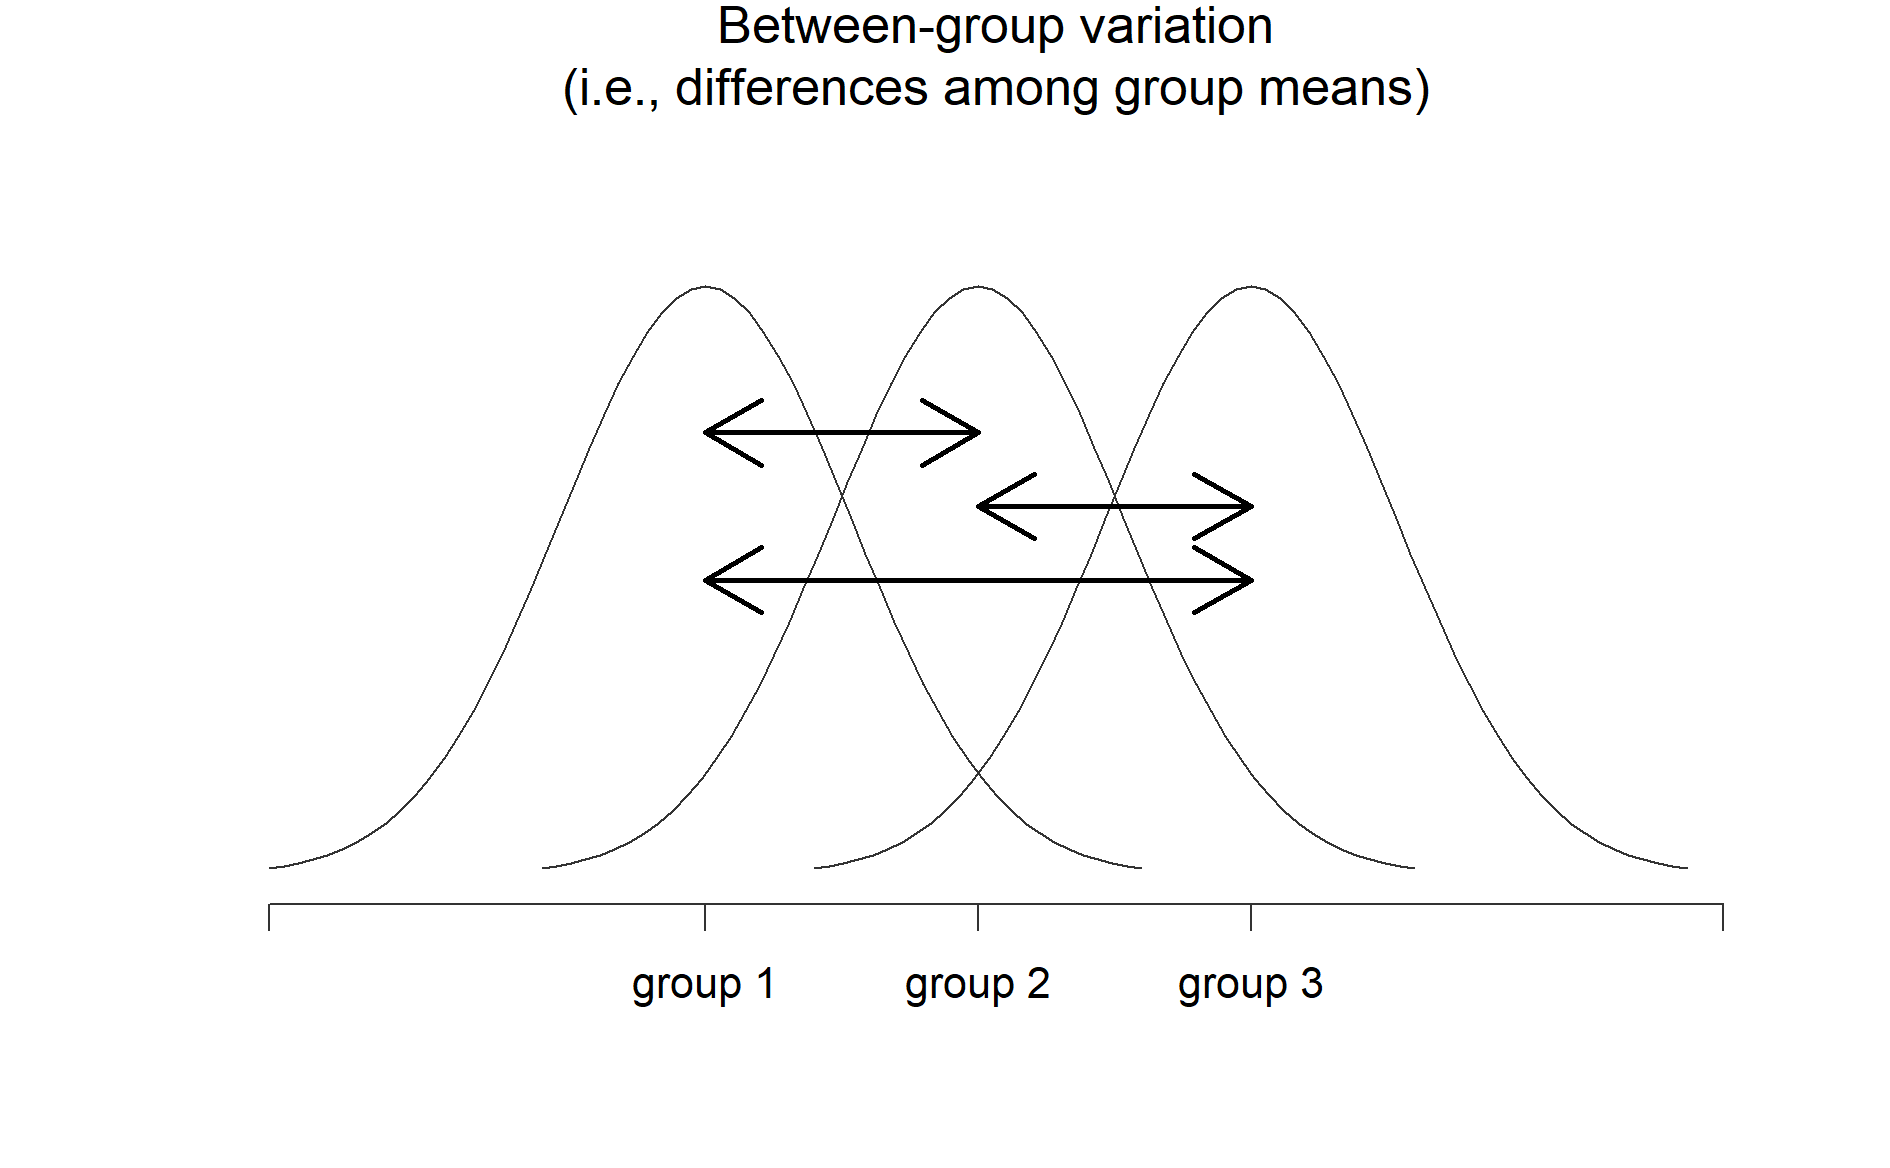 Between-group variation
(i.e., differences among group means)
group 1 group 2 group 3